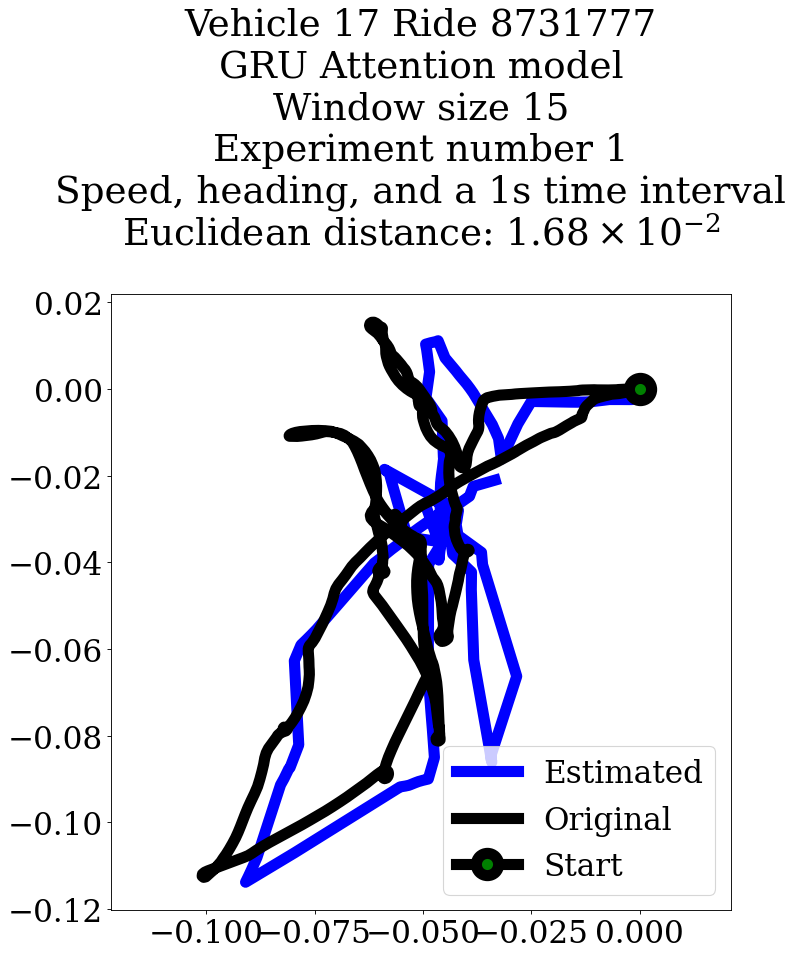 Vehicle 17 Ride 8731777
GRU Attention model
Window size 15
Experiment number 1
Speed, heading, and a 1s time interval
Euclidean distance: 1.68 × 10⁻²
0.02
0.00
−0.02
−0.04
−0.06
−0.08
−0.10
−0.12
Estimated
Original
Start
−0.100 −0.075 −0.050 −0.025 0.000